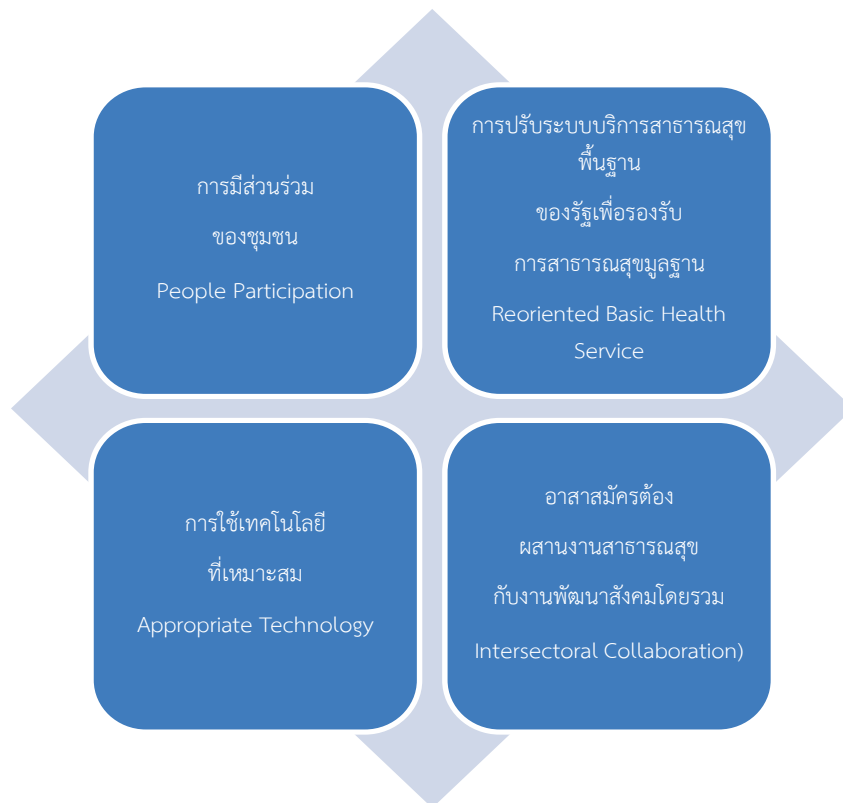 การมีส่วนร่วม
ของชุมชน
People Participation
การปรับระบบบริการสาธารณสุข
พื้นฐาน
ของรัฐเพื่อรองรับ
การสาธารณสุขมูลฐาน
Reoriented Basic Health
Service
การใช้เทคโนโลยี
ที่เหมาะสม
Appropriate Technology
อาสาสมัครต้อง
ผสานงานสาธารณสุข
กับงานพัฒนาสังคมโดยรวม
Intersectoral Collaboration)